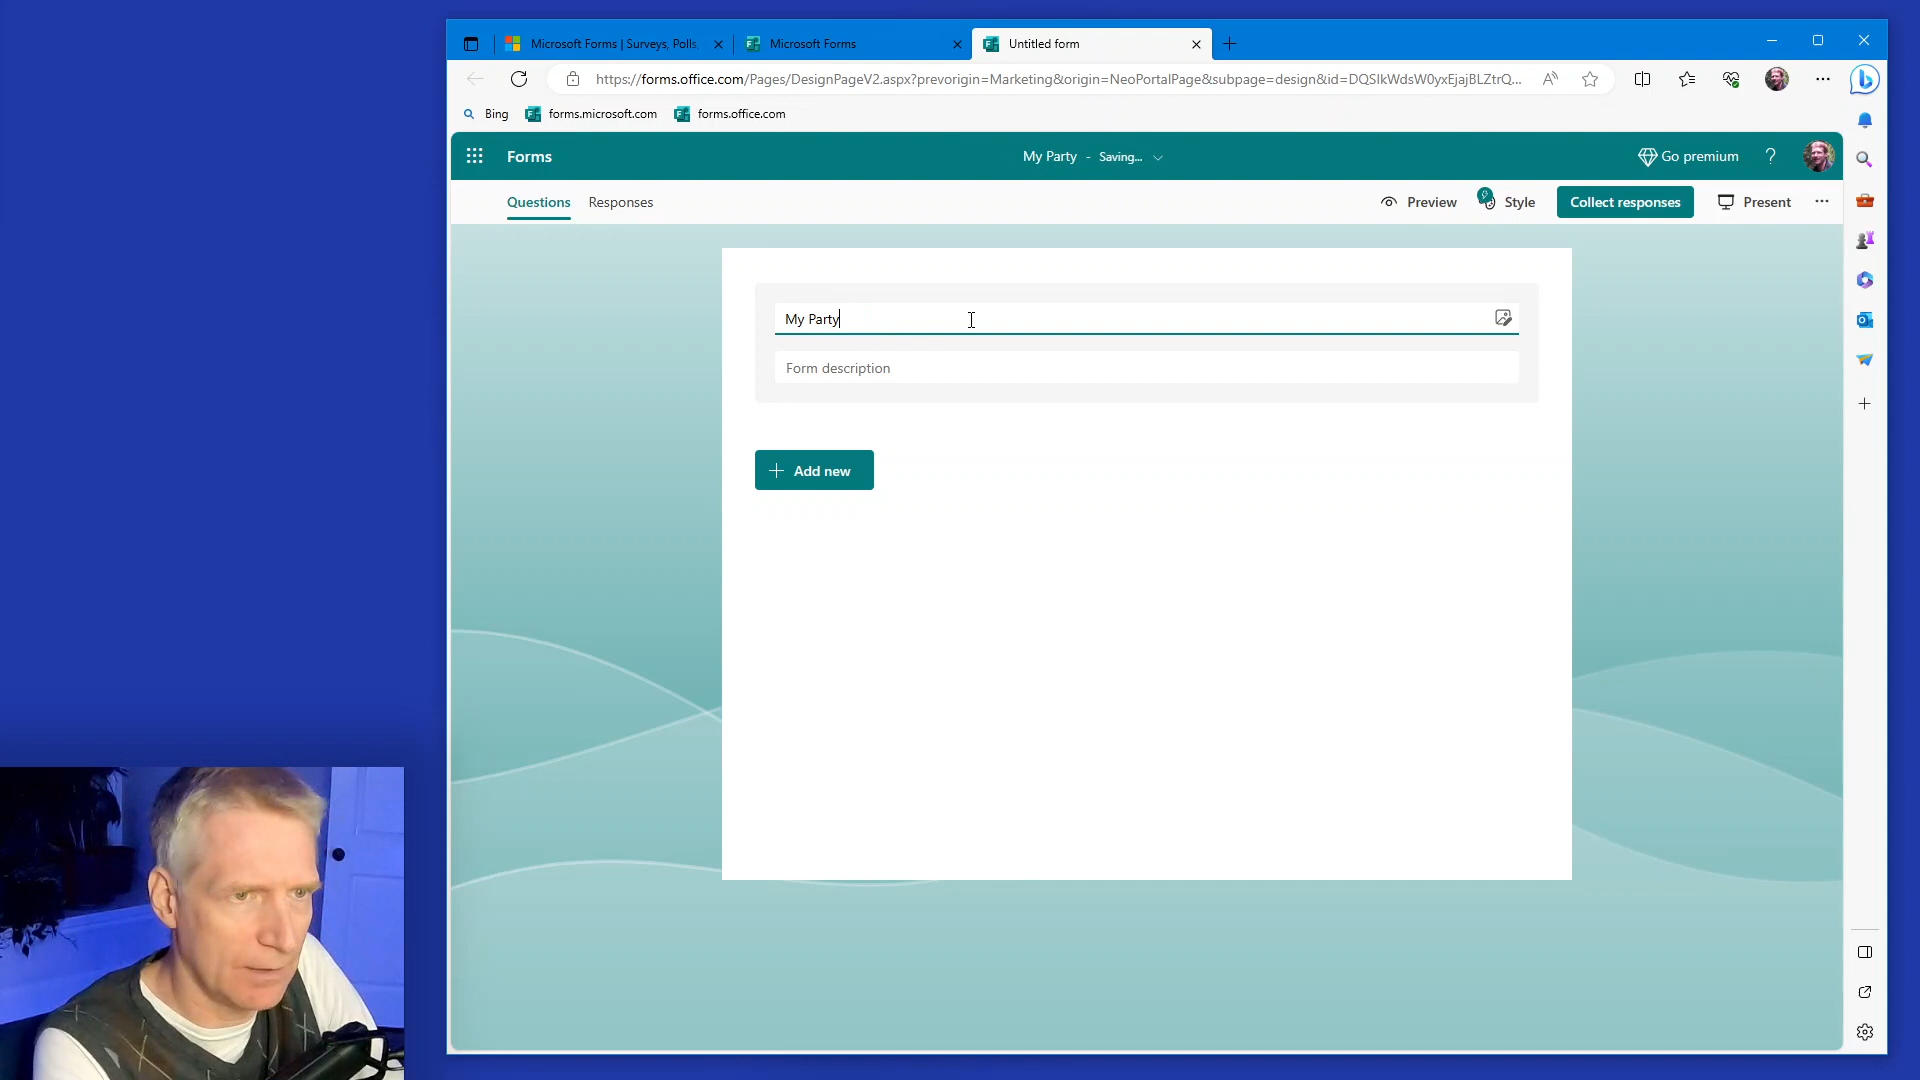 Microsoft Forms | Surveys, Polls,
Microsoft Forms
Untitled form
https://forms.office.com/Pages/DesignPageV2.aspx?prevorigin=Marketing&origin=NeoPortalPage&subpage=design&id=DQSIkWdsW0yxEjajBLZtrQ...
Bing
forms.microsoft.com
forms.office.com
Forms
My Party - Saving...
Go premium
?
Questions
Responses
Preview
Style
Collect responses
Present
My Party
Form description
Add new